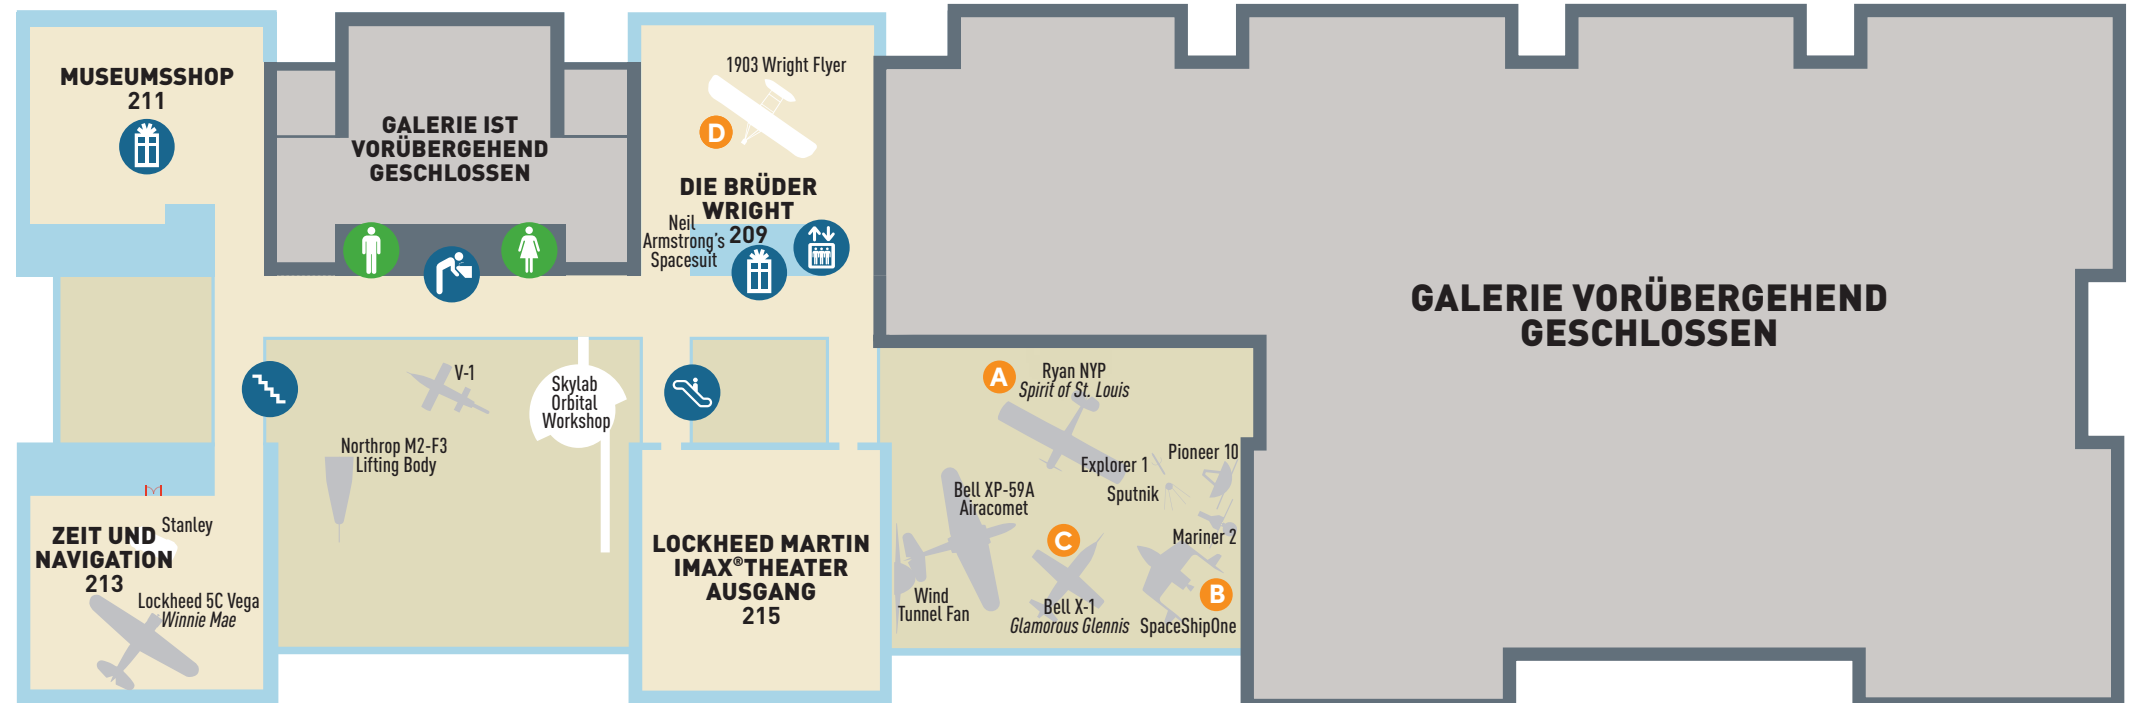 MUSEUMSSHOP
211
GALERIE IST
VORÜBERGEHEND
GESCHLOSSEN
1903 Wright Flyer
D
DIE BRÜDER
WRIGHT
209
Neil
Armstrong's
Spacesuit
GALERIE VORÜBERGEHEND
GESCHLOSSEN
V-1
Skylab
Orbital
Workshop
Northrop M2-F3
Lifting Body
A
Ryan NYP
Spirit of St. Louis
Pioneer 10
Explorer 1
Sputnik
Bell XP-59A
Airacomet
Mariner 2
C
B
Wind
Tunnel Fan
Bell X-1
Glamorous Glennis
SpaceShipOne
ZEIT UND
NAVIGATION
213
Stanley
Lockheed 5C Vega
Winnie Mae
LOCKHEED MARTIN
IMAX®THEATER
AUSGANG
215